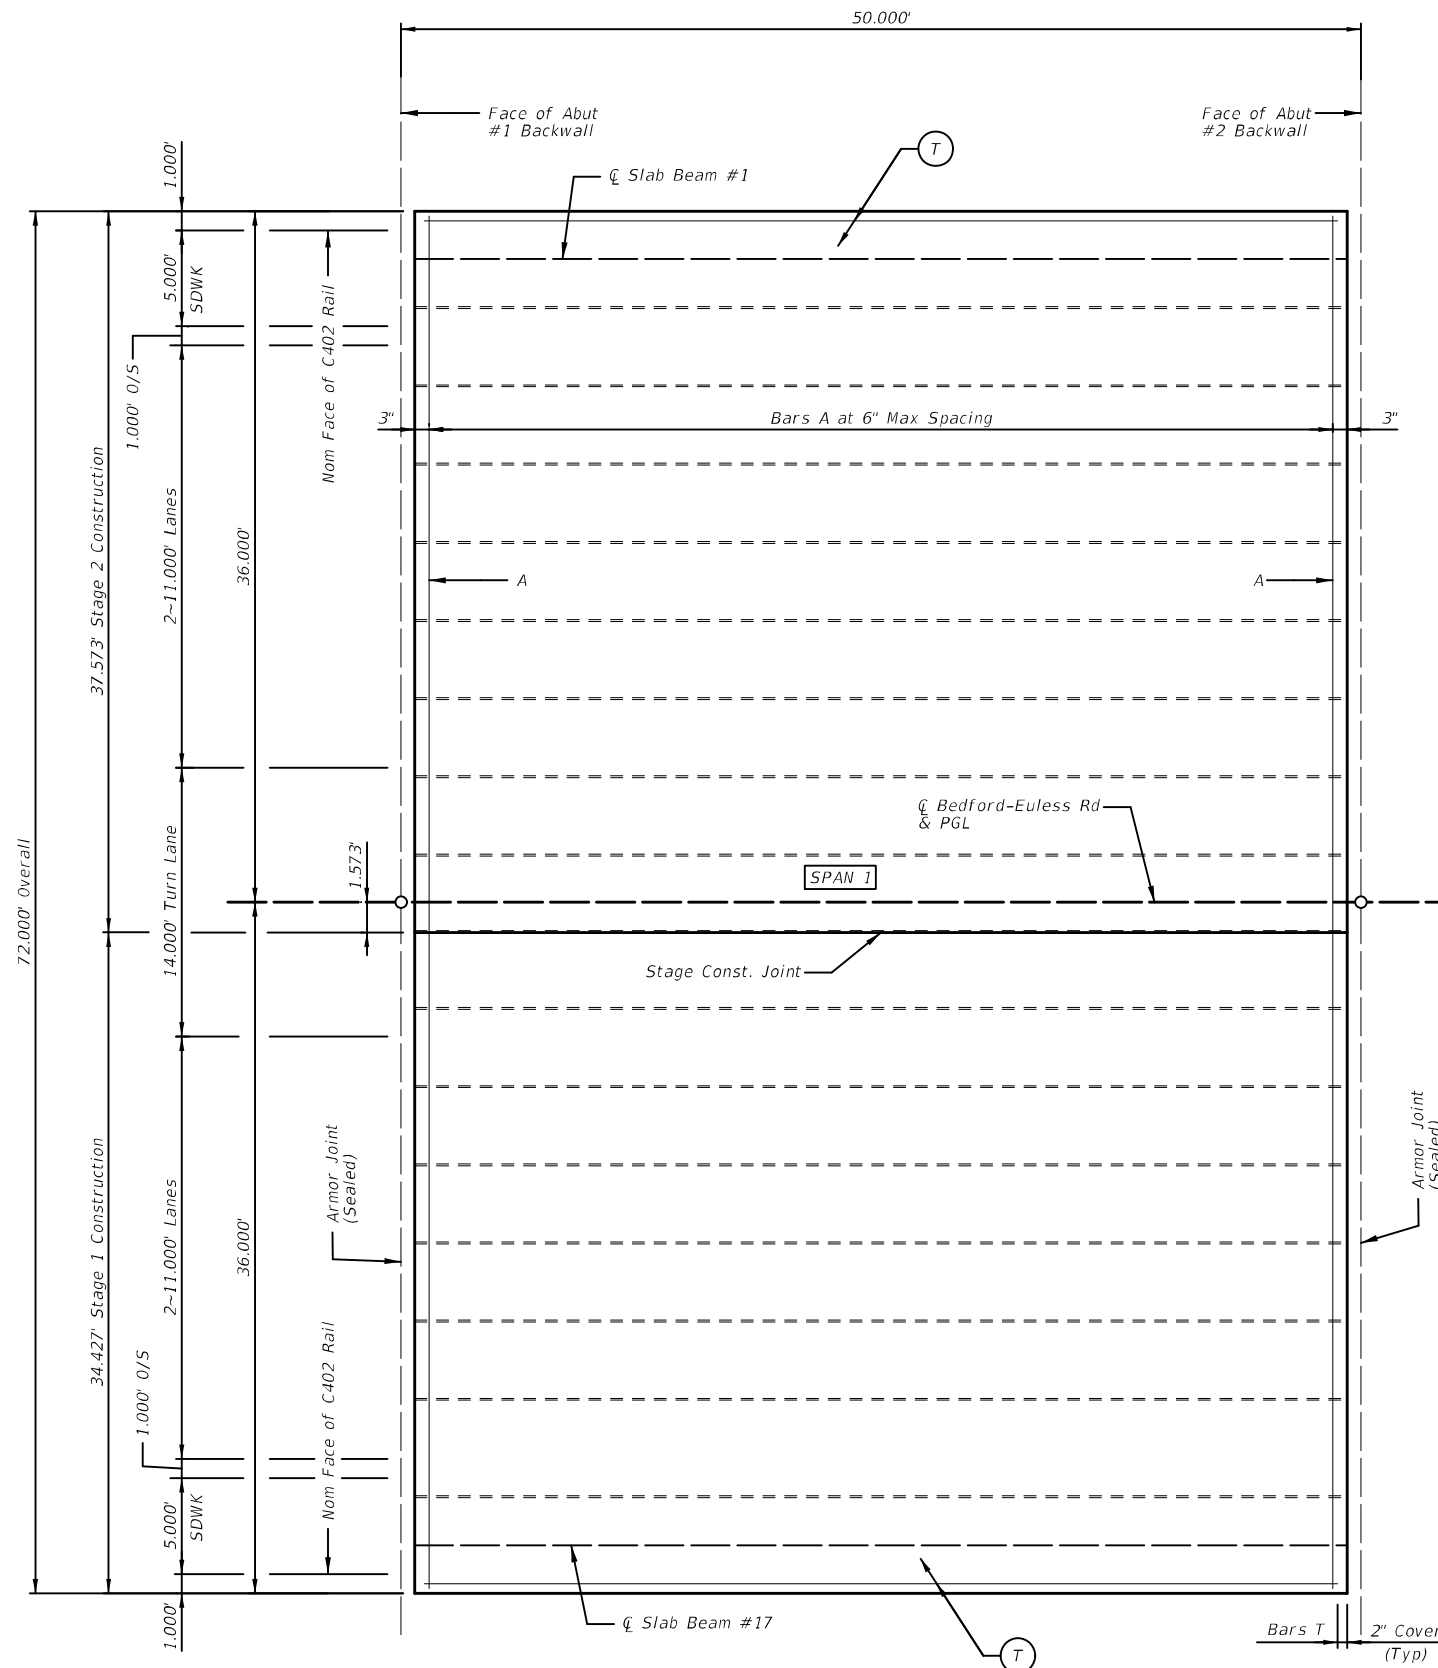 50.000'
Face of Abut
#1 Backwall
Face of Abut
#2 Backwall
T
℄ Slab Beam #1
1.000'
5.000'
SDWK
1.000' O/S
Nom Face of C402 Rail
3"
Bars A at 6" Max Spacing
3"
37.573' Stage 2 Construction
2~11.000' Lanes
36.000'
A
A
℄ Bedford-Euless Rd
& PGL
SPAN 1
1.573'
72.000' Overall
14.000' Turn Lane
Stage Const. Joint
Armor Joint
(Sealed)
Armor Joint
(Sealed)
34.427' Stage 1 Construction
2~11.000' Lanes
36.000'
1.000' O/S
Nom Face of C402 Rail
5.000'
SDWK
1.000'
℄ Slab Beam #17
T
Bars T
2" Cover
(Typ)